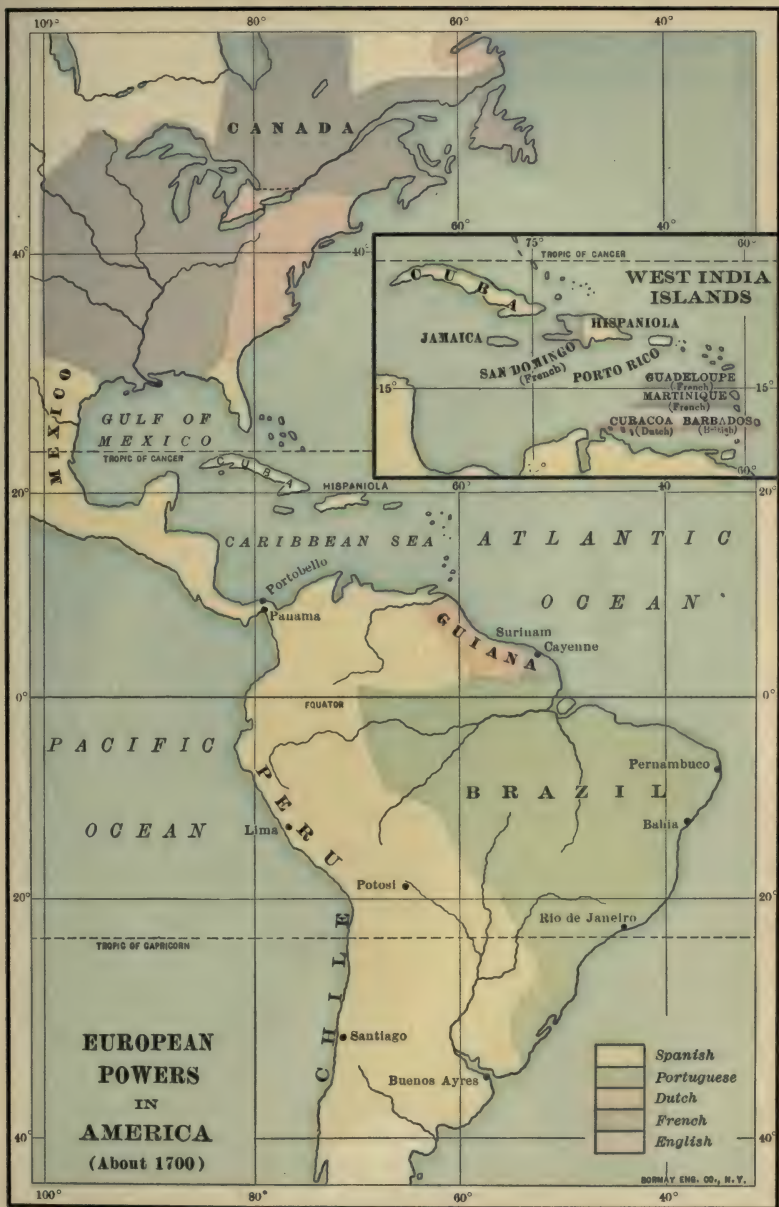 100° 80° 60° 40°
CANADA
60° 40°
40° 40°
75° 60°
TROPIC OF CANCER
WEST INDIA
ISLANDS
CUBA
HISPANIOLA
JAMAICA
SAN DOMINGO
(French)
PORTO RICO
GUADELOUPE
(French)
15° 15°
MARTINIQUE
(French)
CURACOA BARBADOS
(Dutch) (British)
60°
MEXICO
GULF OF
MEXICO
TROPIC OF CANCER
CUBA
HISPANIOLA
20° 60° 40° 20°
CARIBBEAN SEA
ATLANTIC
OCEAN
Portobello
Panama
GUIANA
Surinam
Cayenne
0° 0°
EQUATOR
PACIFIC
OCEAN
Pernambuco
BRAZIL
PERU
Lima
Bahia
Potosi
20° 20°
Rio de Janeiro
TROPIC OF CAPRICORN
CHILE
Santiago
Buenos Ayres
EUROPEAN
POWERS
IN
AMERICA
(About 1700)
Spanish
Portuguese
Dutch
French
English
40° 40°
BORMAY ENG. CO., N.Y.
100° 80° 60° 40°